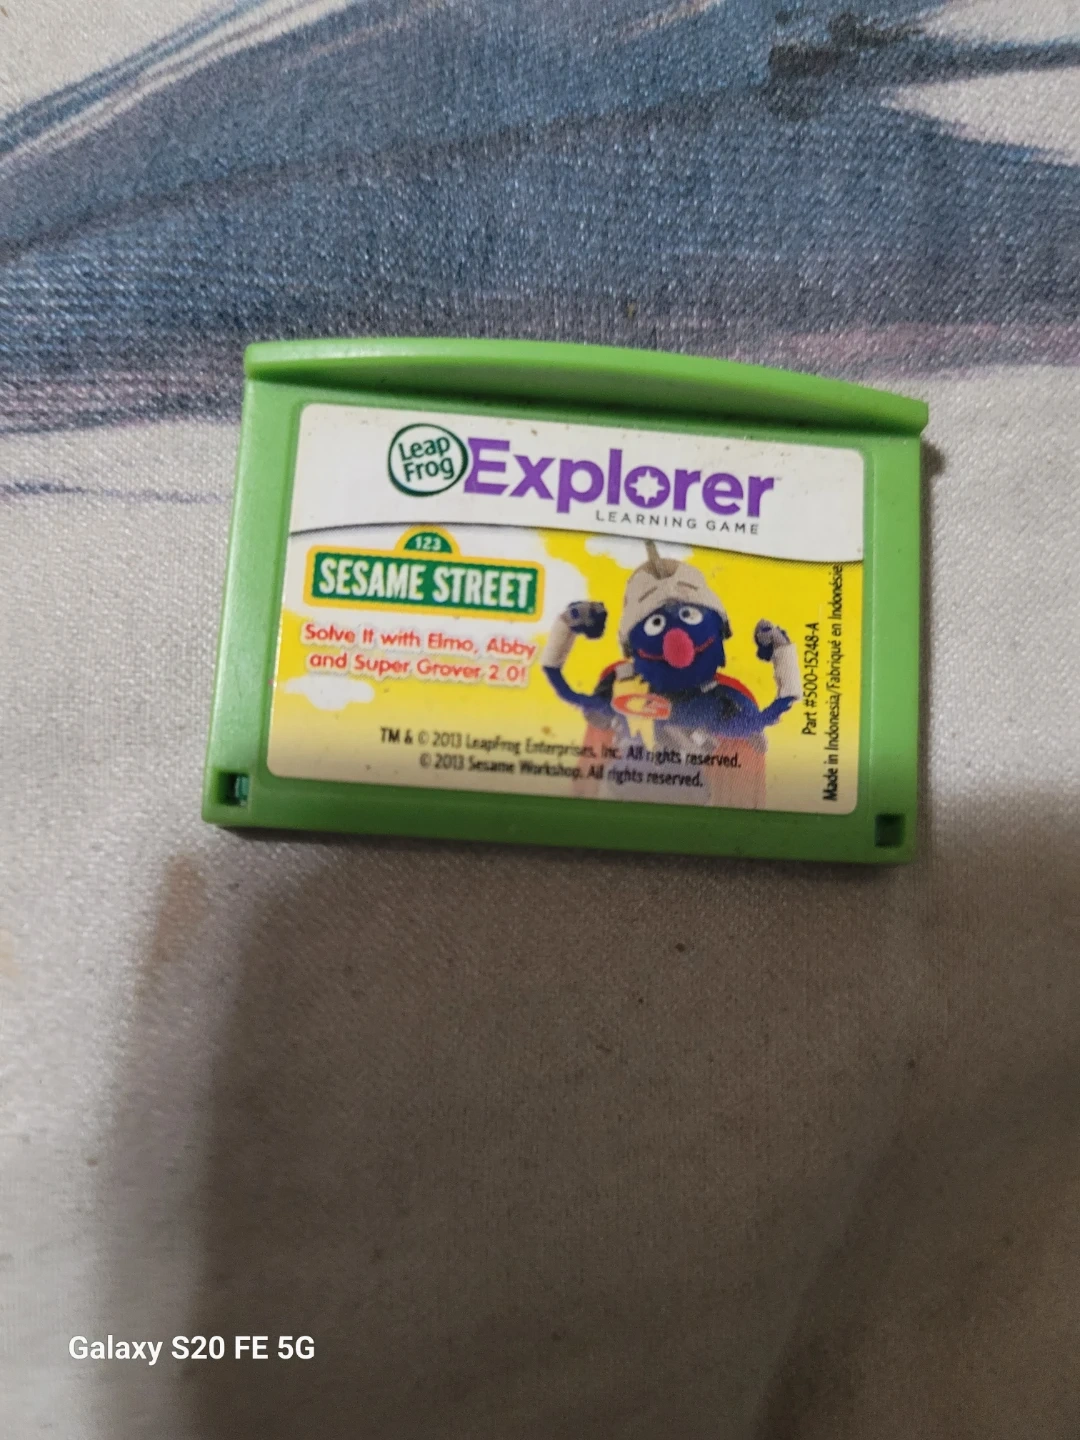 Leap
Frog
Explorer
LEARNING GAME
123
SESAME STREET
Solve It with Elmo, Abby
and Super Grover 2.0!
G
TM & © 2013 LeapFrog Enterprises, Inc. All rights reserved.
© 2013 Sesame Workshop. All rights reserved.
Part #500-15248-A
Made in Indonesia/Fabriqué en Indonésie
Galaxy S20 FE 5G